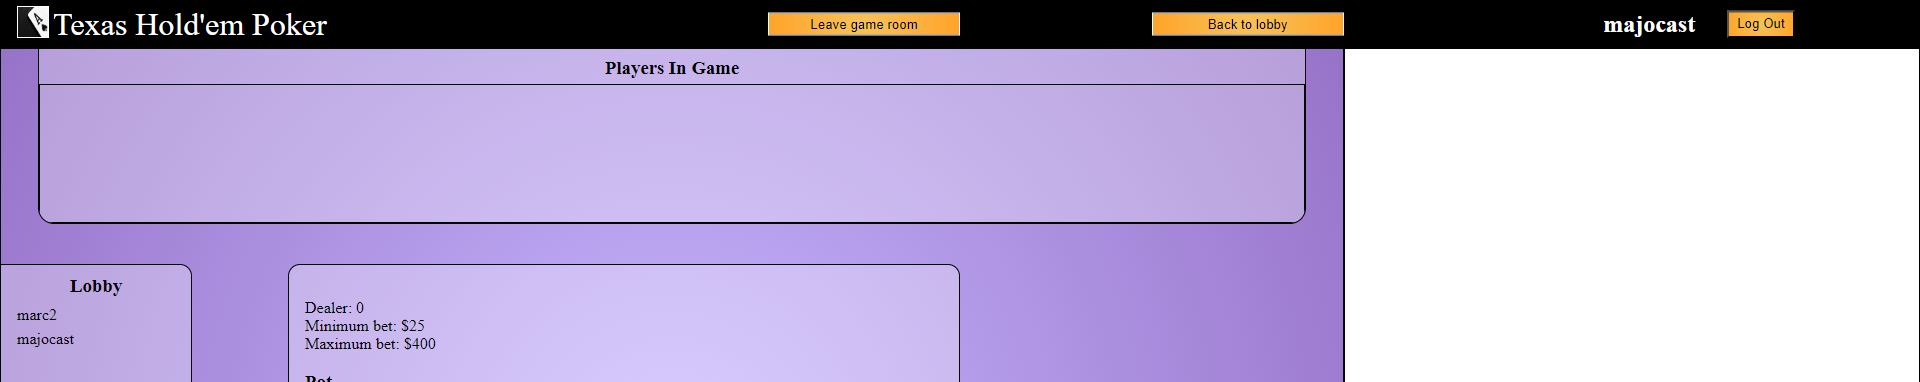 Texas Hold'em Poker
Leave game room
Back to lobby
majocast
Log Out
Players In Game
Lobby
marc2
majocast
Dealer: 0
Minimum bet: $25
Maximum bet: $400
Pot